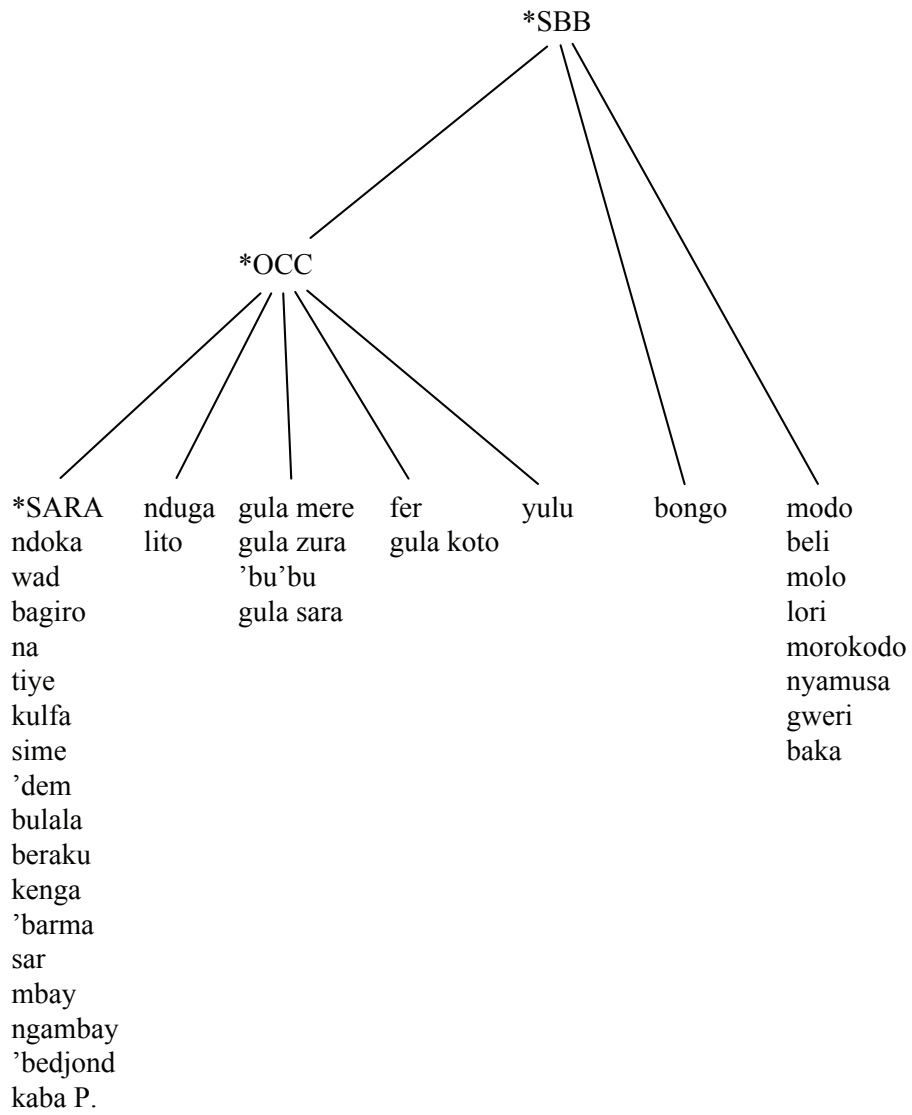 *SBB
*OCC
*SARA nduga gula mere fer yulu bongo modo
ndoka lito gula zura gula koto beli
wad ’bu’bu molo
bagiro gula sara lori
na morokodo
tiye nyamusa
kulfa gweri
sime baka
’dem
bulala
beraku
kenga
’barma
sar
mbay
ngambay
’bedjond
kaba P.